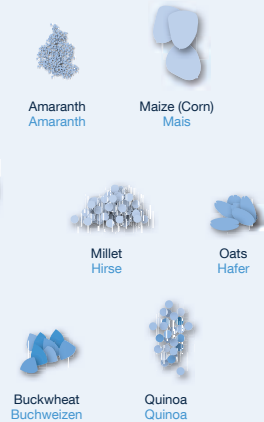 Amaranth
Amaranth
Maize (Corn)
Mais
Millet
Hirse
Oats
Hafer
Buckwheat
Buchweizen
Quinoa
Quinoa